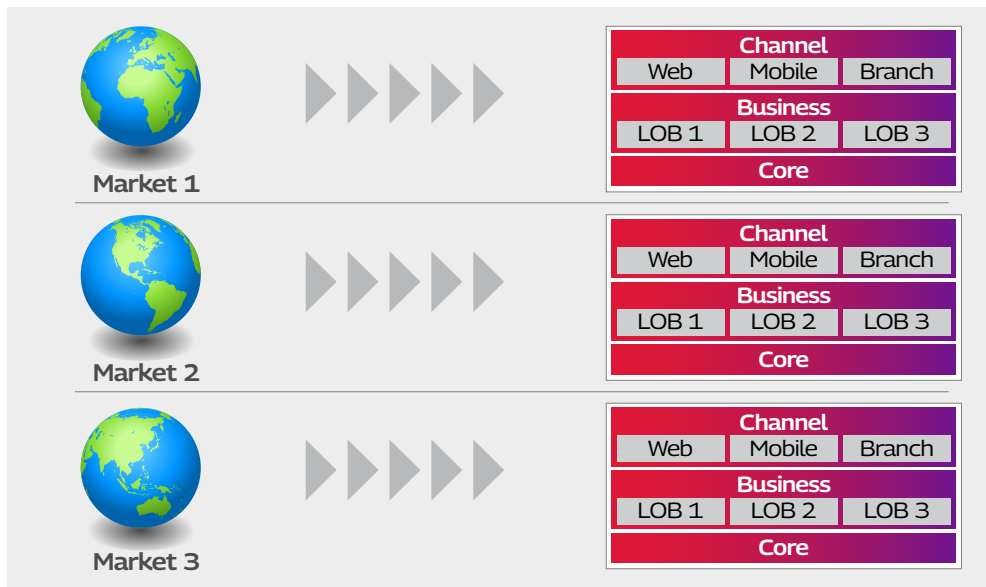 Channel
Web Mobile Branch
Business
LOB 1 LOB 2 LOB 3
Core
Market 1
Channel
Web Mobile Branch
Business
LOB 1 LOB 2 LOB 3
Core
Market 2
Channel
Web Mobile Branch
Business
LOB 1 LOB 2 LOB 3
Core
Market 3